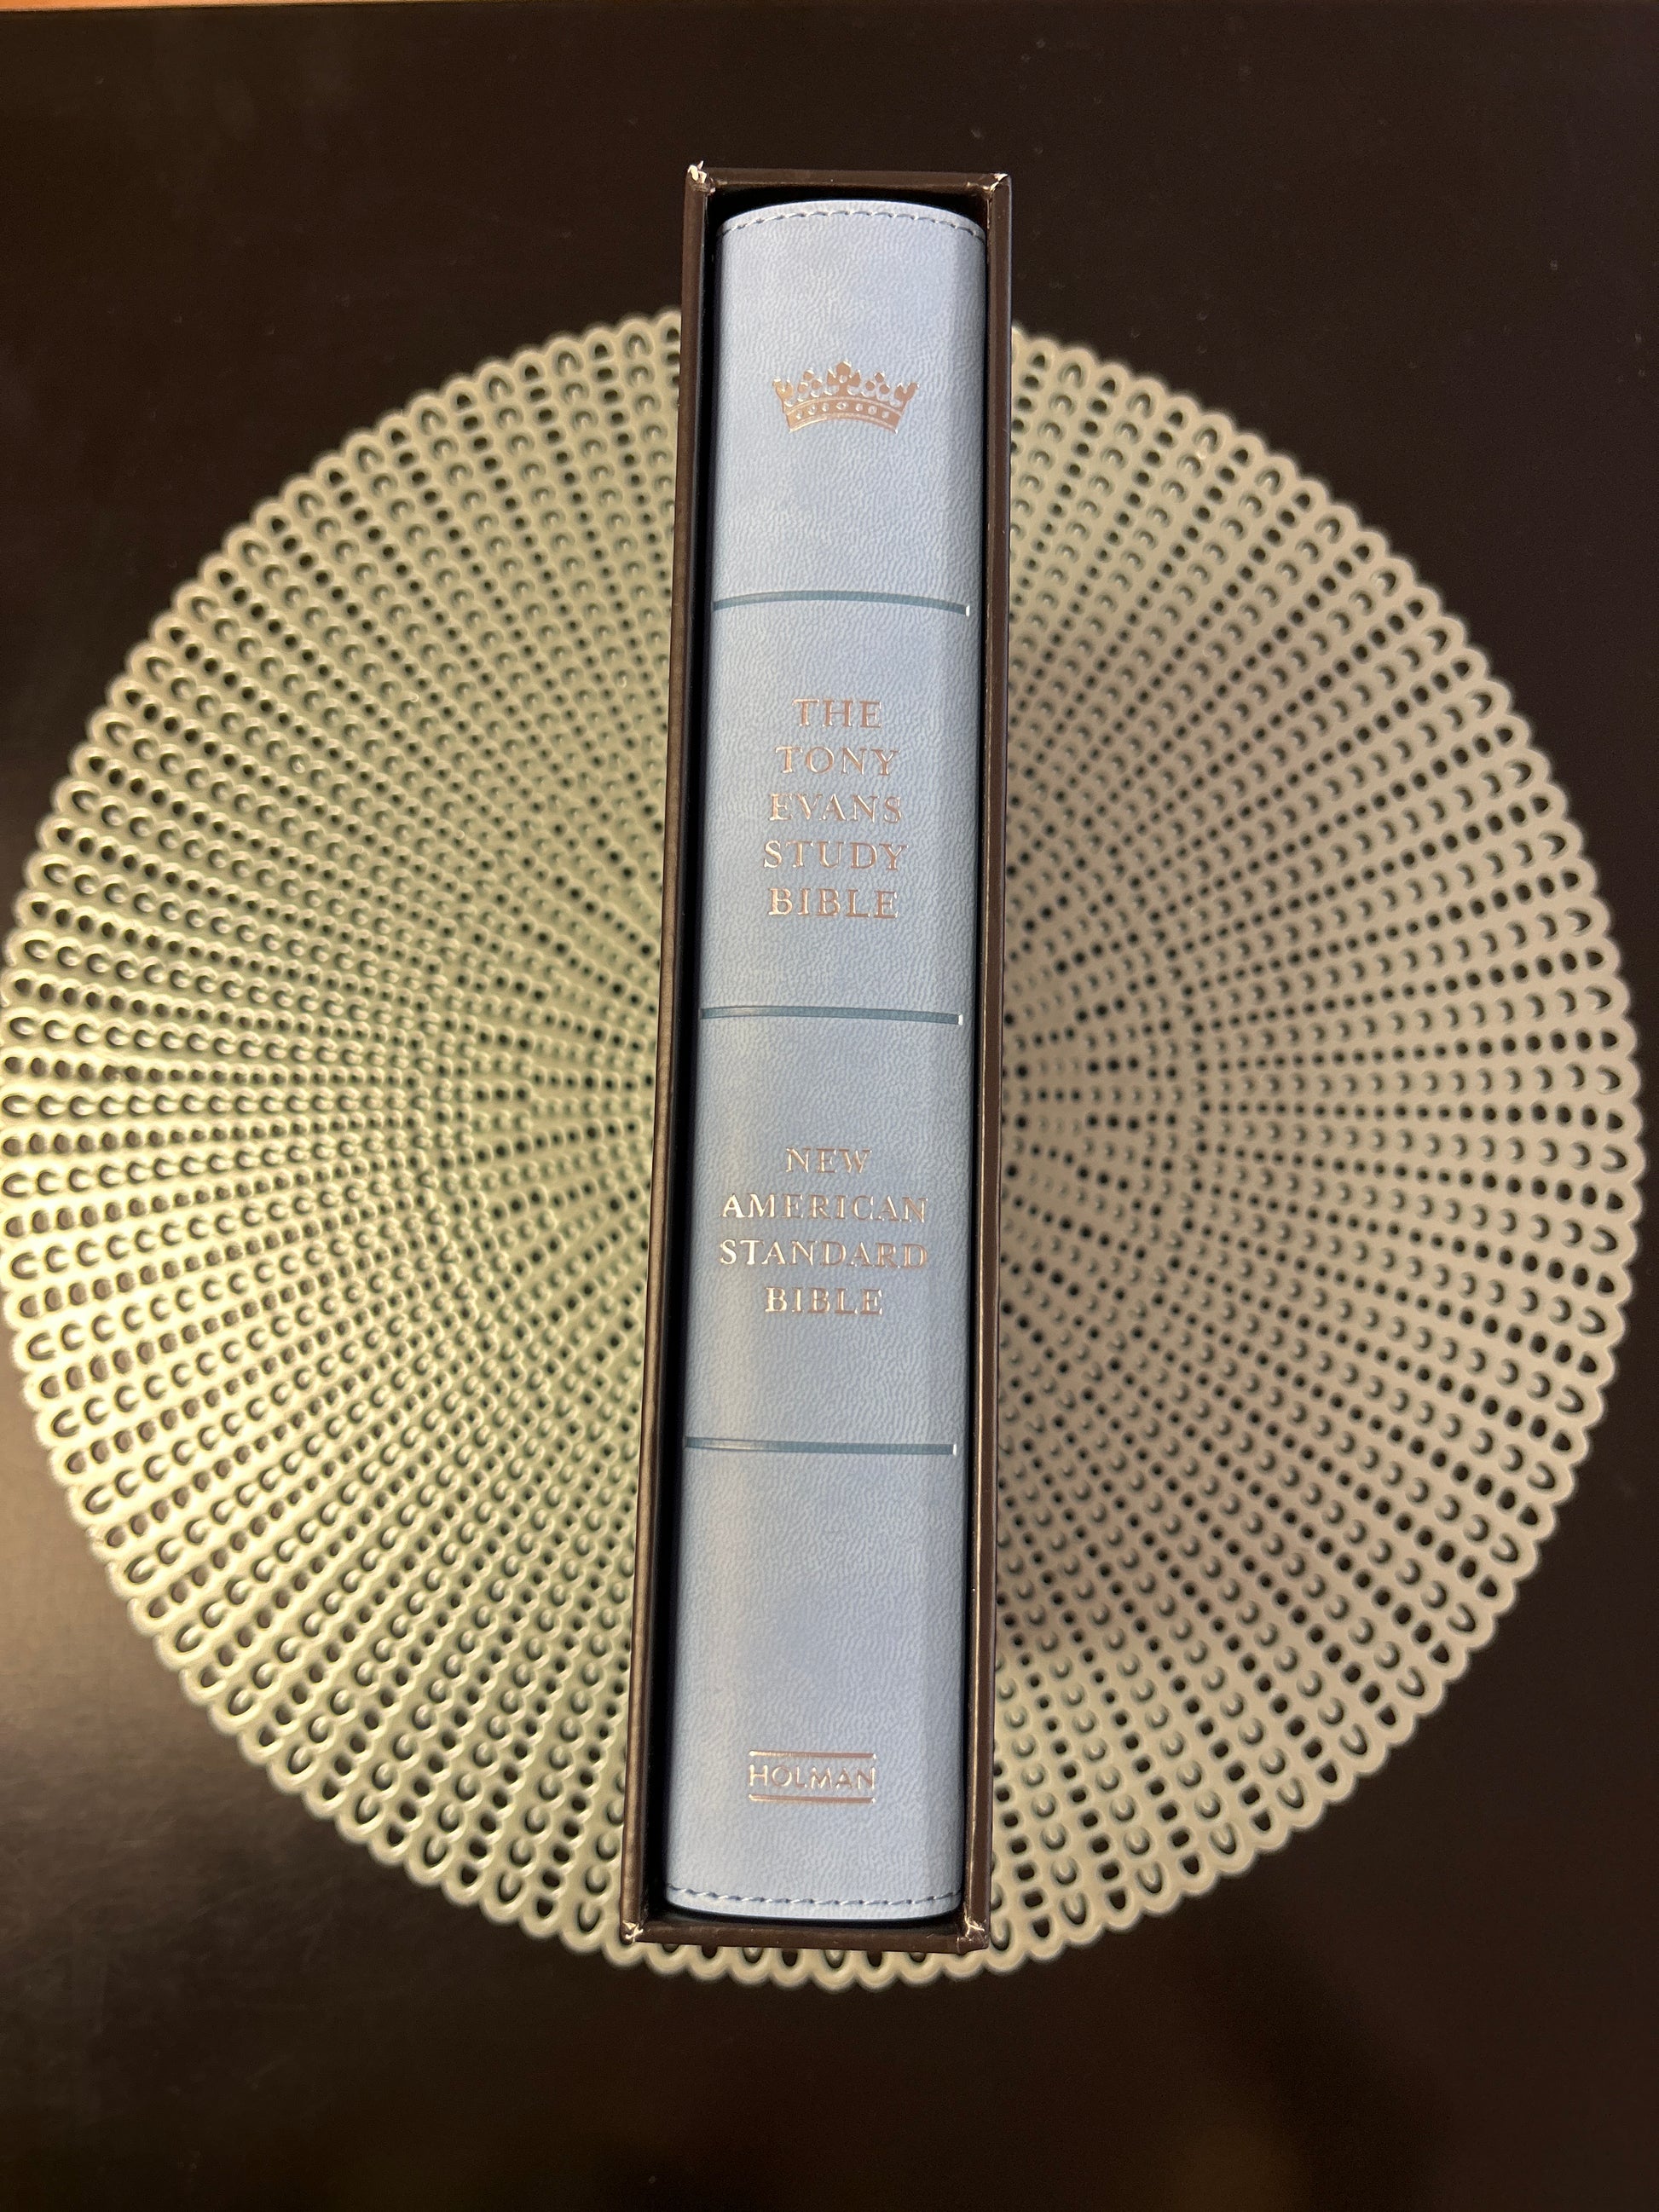 THE
TONY
EVANS
STUDY
BIBLE
NEW
AMERICAN
STANDARD
BIBLE
HOLMAN